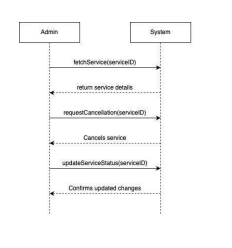 Admin
System
fetchService(serviceID)
return service details
requestCancellation(serviceID)
Cancels service
updateServiceStatus(serviceID)
Confirms updated changes